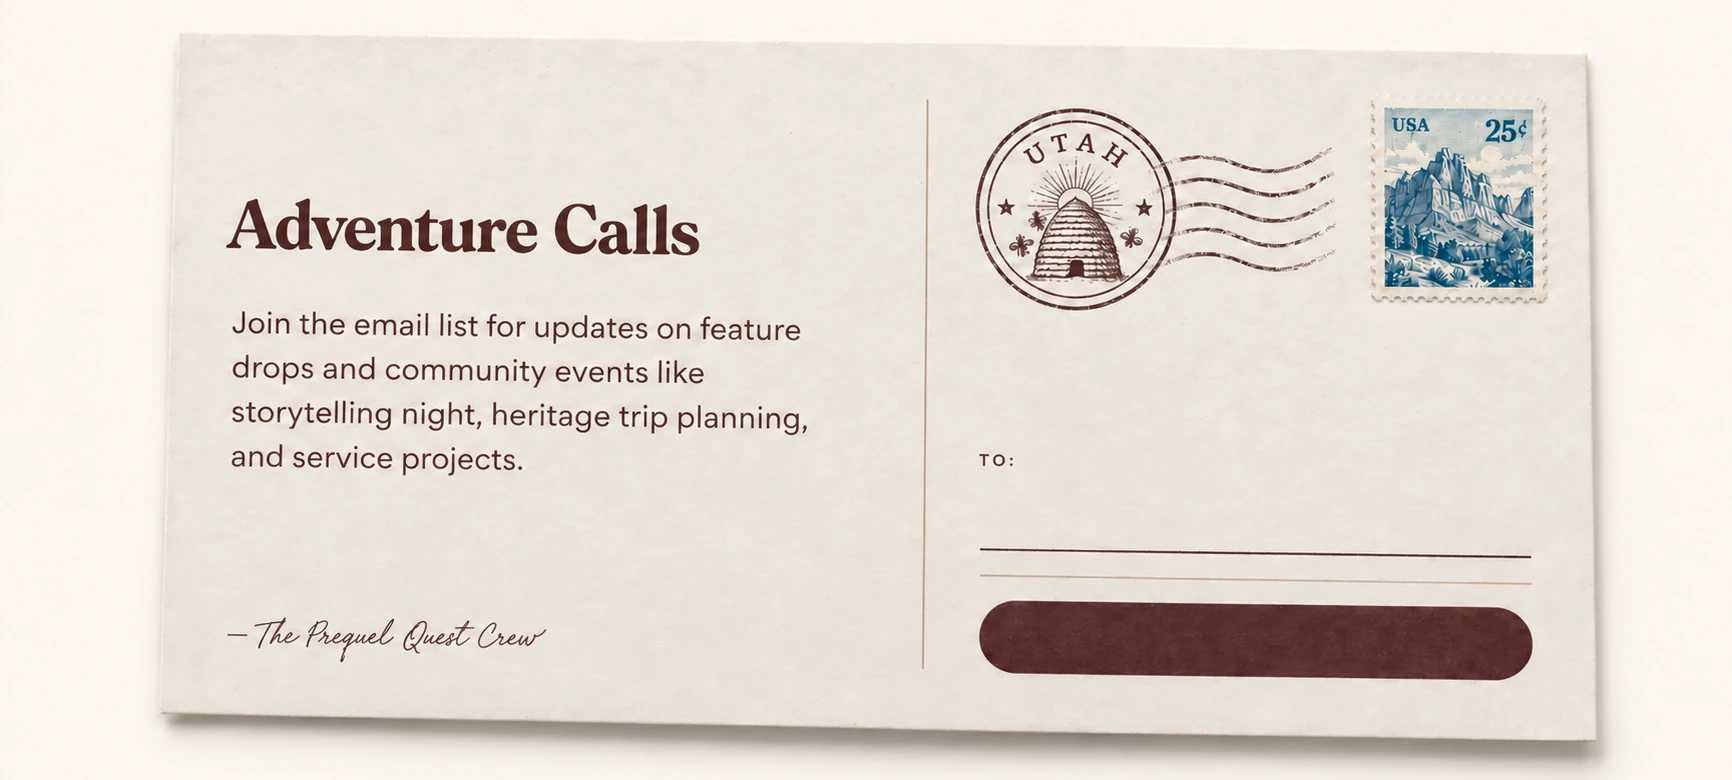 Adventure Calls
Join the email list for updates on feature
drops and community events like
storytelling night, heritage trip planning,
and service projects.
— The Prequel Quest Crew
UTAH
USA 25¢
TO: